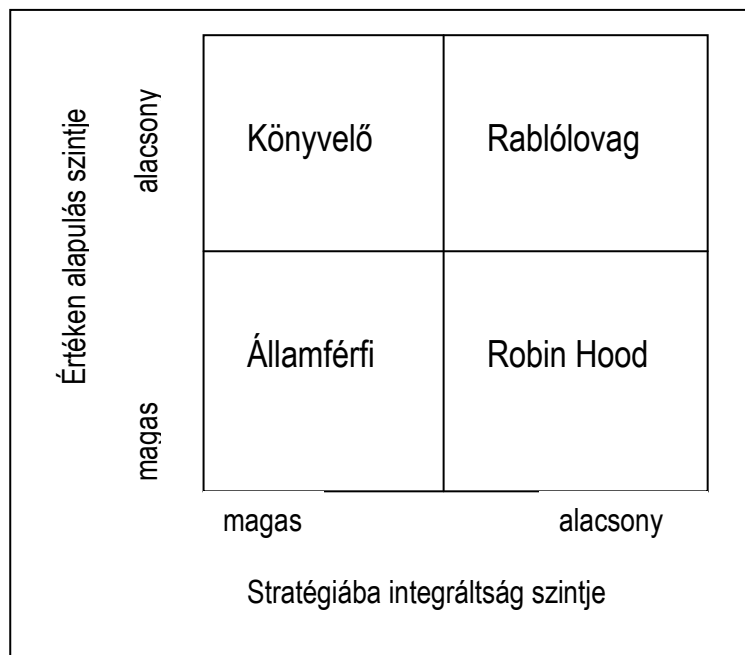 Értéken alapulás szintje
alacsony
magas
Könyvelő
Rablólovag
Államférfi
Robin Hood
magas
alacsony
Stratégiába integráltság szintje